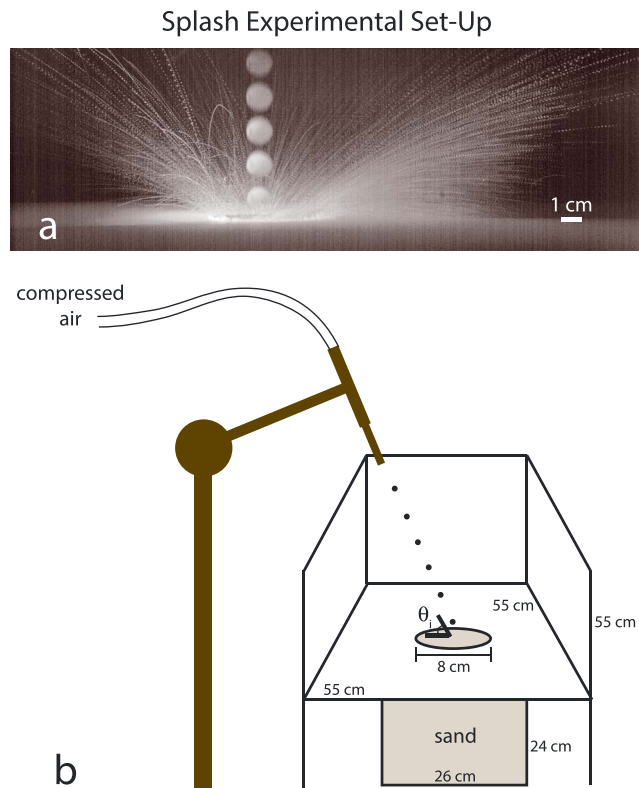 Splash Experimental Set-Up
1 cm
a
compressed
air
θi
55 cm
55 cm
8 cm
55 cm
sand
24 cm
26 cm
b